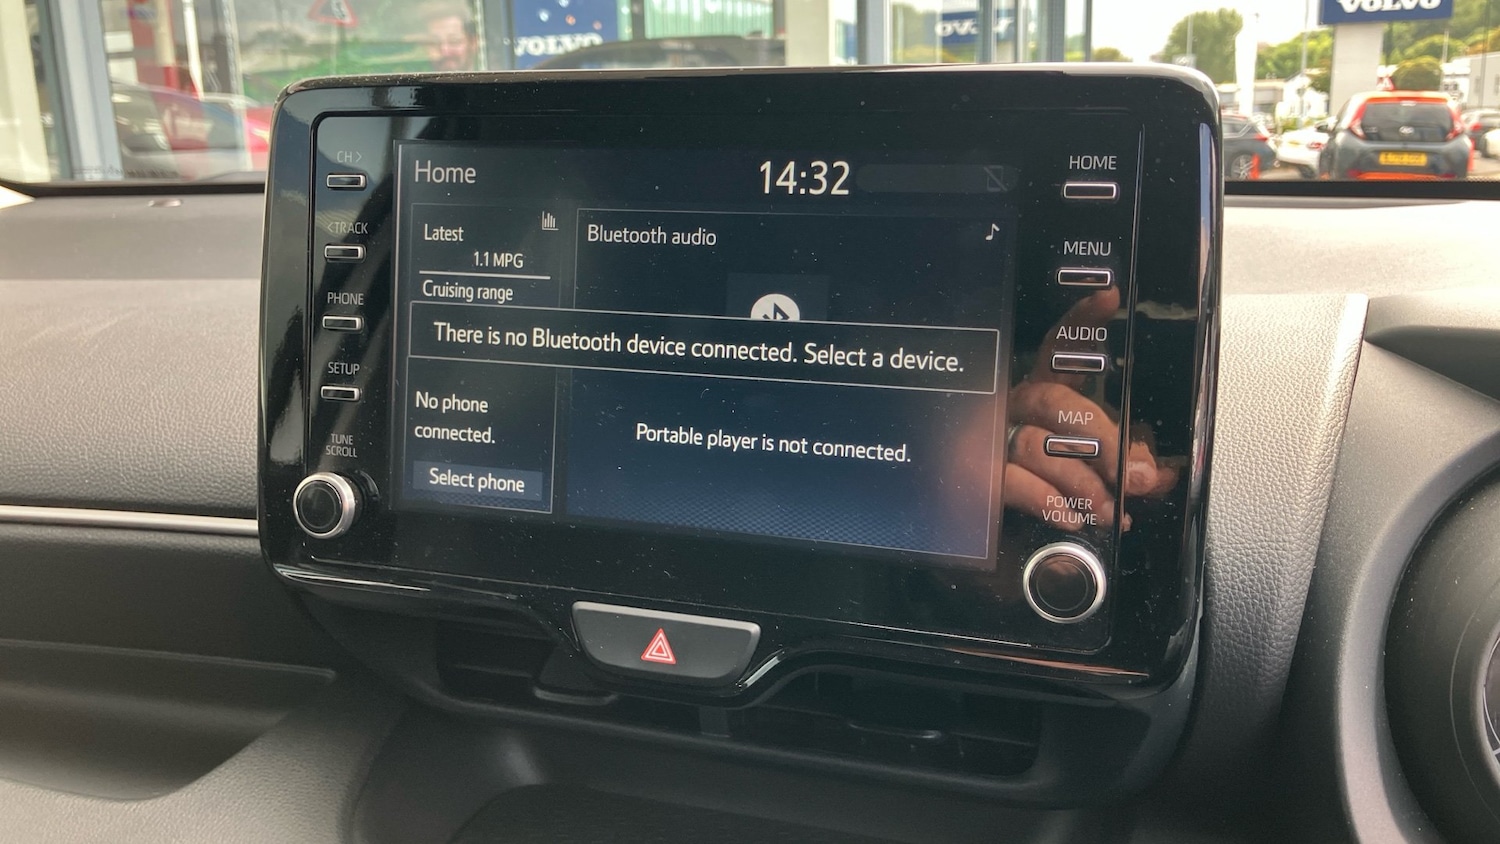 VOLVO
VOLVO
VOLVO
CH>
<TRACK
PHONE
SETUP
TUNE
SCROLL
Home
14:32
Latest
1.1 MPG
Cruising range
Bluetooth audio
There is no Bluetooth device connected. Select a device.
No phone
connected.
Select phone
Portable player is not connected.
HOME
MENU
AUDIO
MAP
POWER
VOLUME